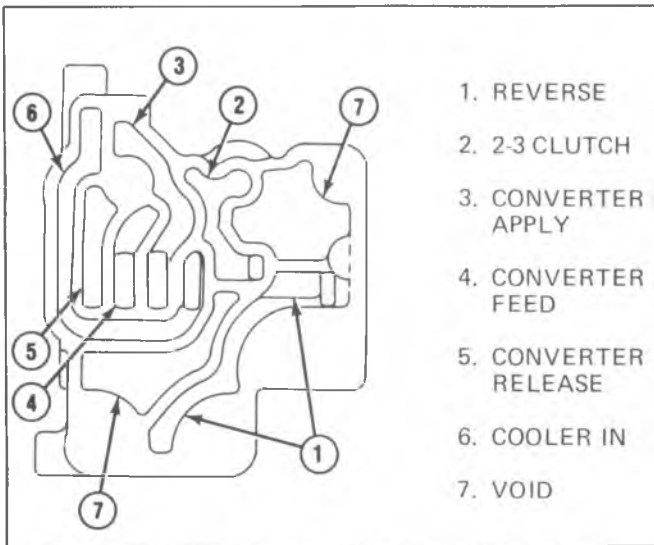 3
6
2
7
5
4
7
1
1. REVERSE
2. 2-3 CLUTCH
3. CONVERTER
APPLY
4. CONVERTER
FEED
5. CONVERTER
RELEASE
6. COOLER IN
7. VOID